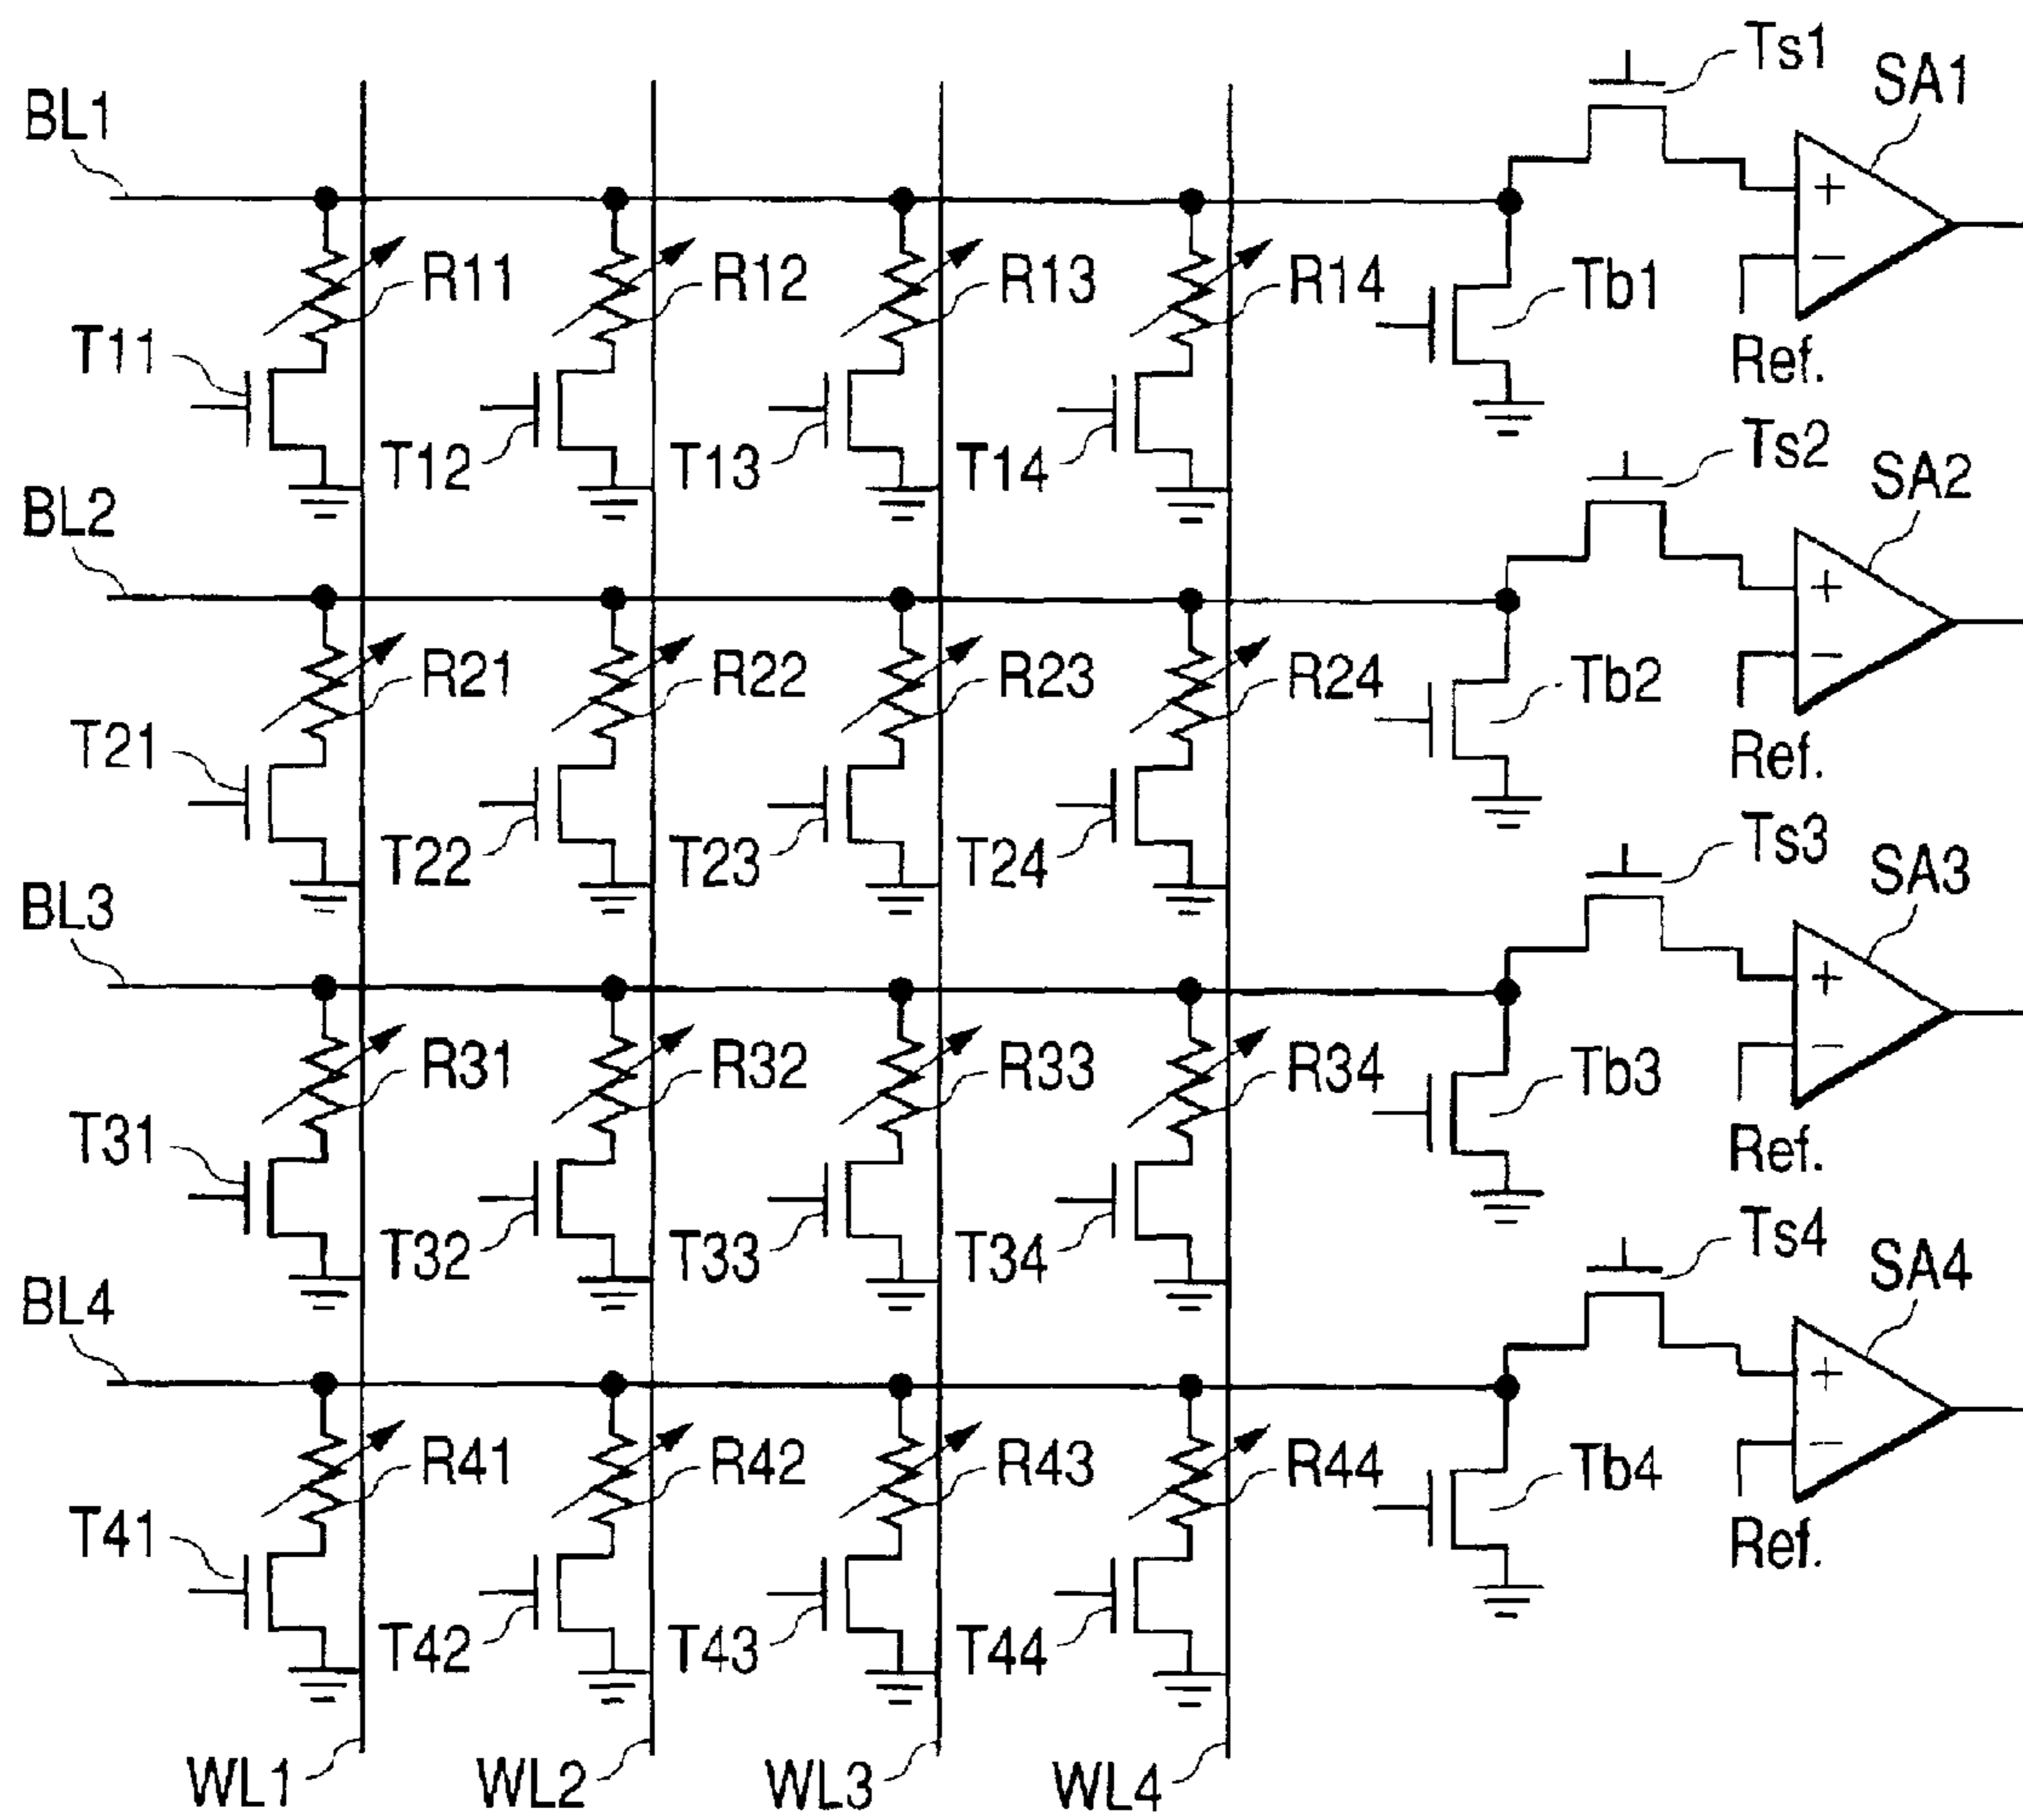 Ts1
SA1
BL1
+
R11
R12
R13
R14
Tb1
−
T11
Ref.
T12
T13
T14
Ts2
SA2
BL2
+
R21
R22
R23
R24
Tb2
−
T21
Ref.
T22
T23
T24
Ts3
SA3
BL3
+
R31
R32
R33
R34
Tb3
−
T31
Ref.
T32
T33
T34
Ts4
SA4
BL4
+
R41
R42
R43
R44
Tb4
−
T41
Ref.
T42
T43
T44
WL1
WL2
WL3
WL4